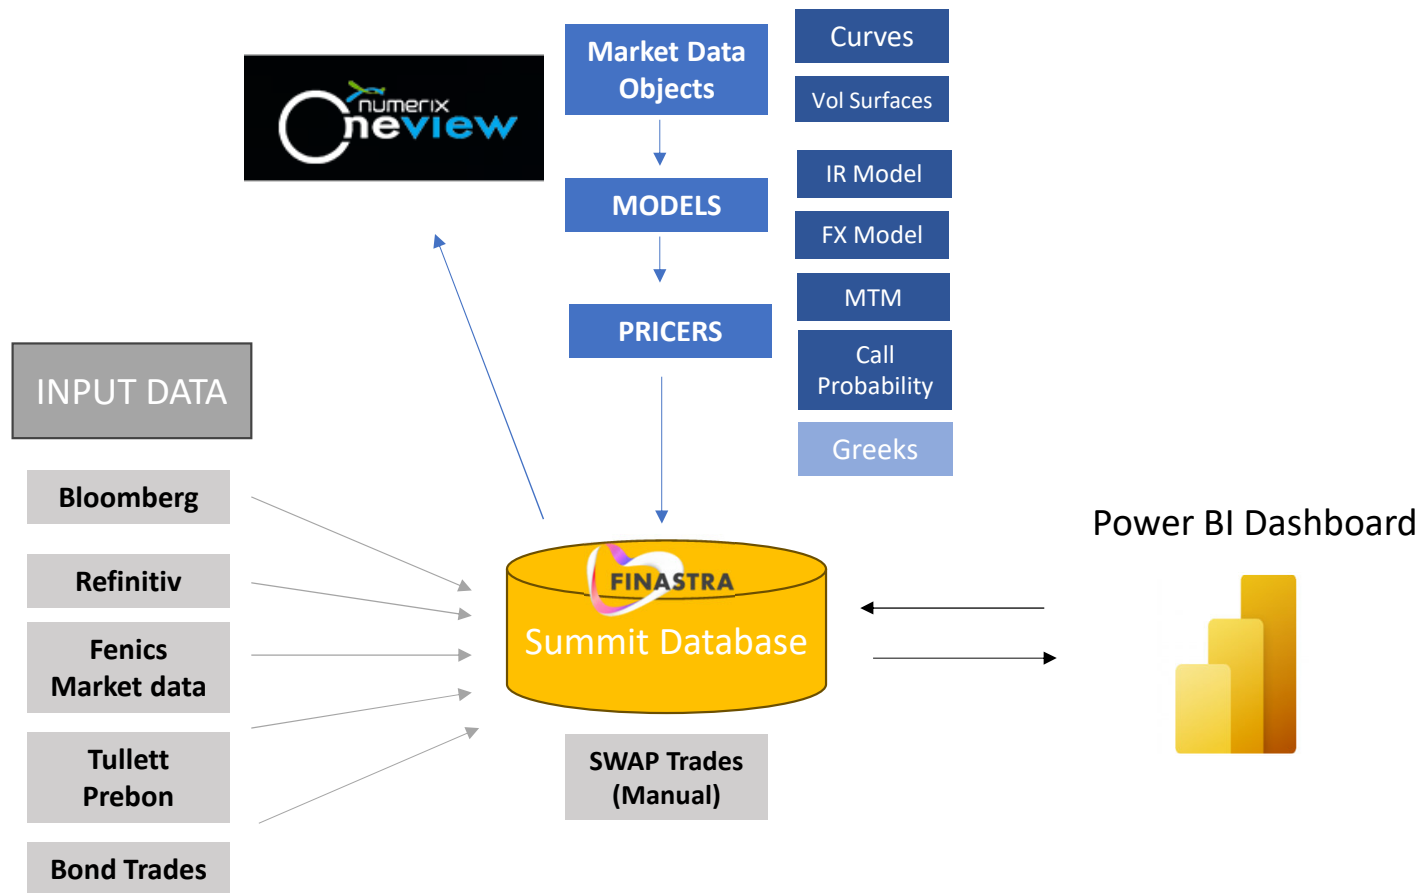 numerix
Oneview
Market Data
Objects
MODELS
PRICERS
Curves
Vol Surfaces
IR Model
FX Model
MTM
Call
Probability
Greeks
INPUT DATA
Bloomberg
Refinitiv
Fenics
Market data
Tullett
Prebon
Bond Trades
FINASTRA
Summit Database
SWAP Trades
(Manual)
Power BI Dashboard